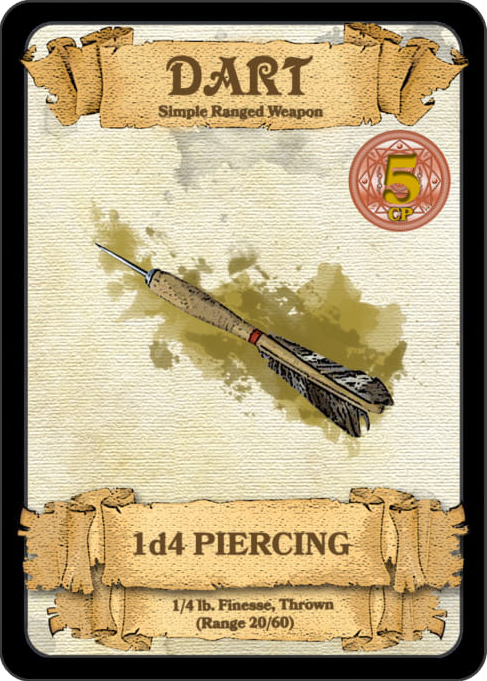 DART
Simple Ranged Weapon
5
CP
1d4 PIERCING
1/4 lb. Finesse, Thrown
(Range 20/60)